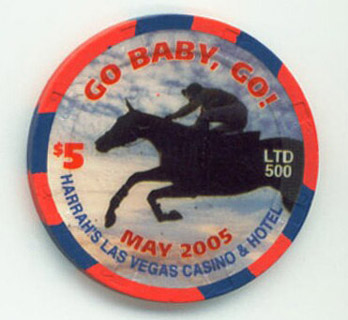 GO BABY, GO!
$5
LTD
500
MAY 2005
HARRAH'S LAS VEGAS CASINO & HOTEL